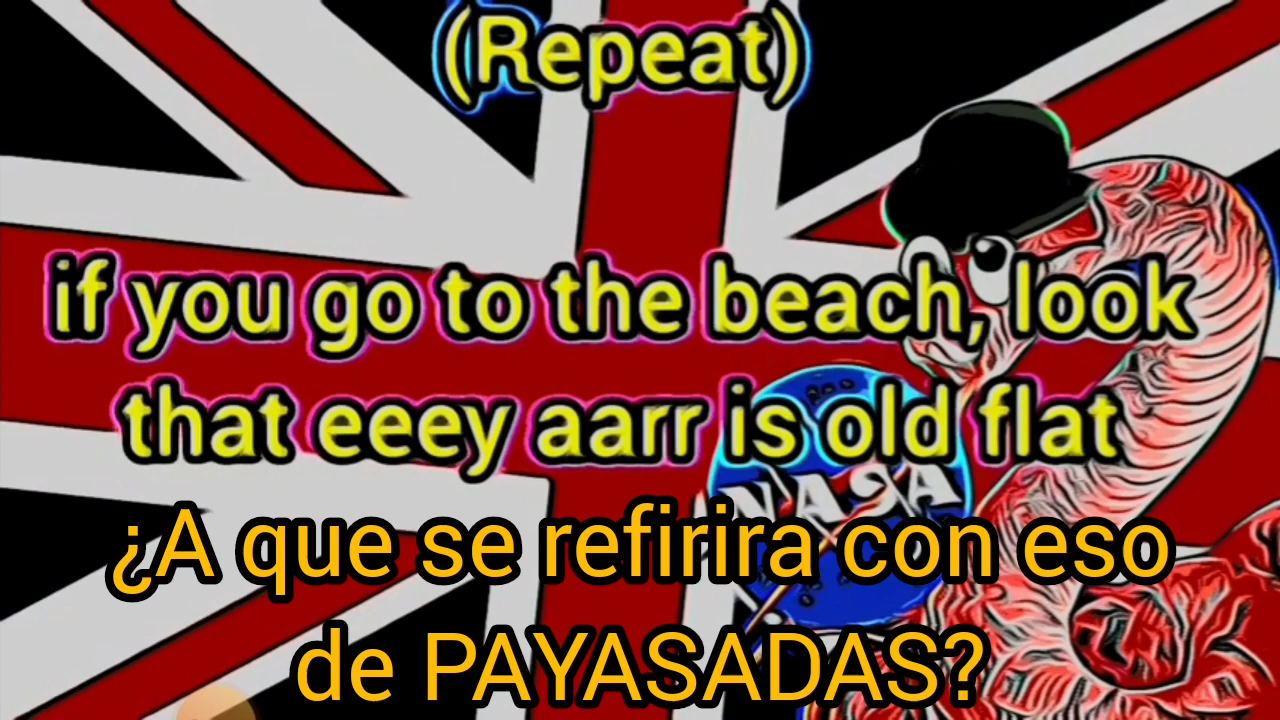 (Repeat)
if you go to the beach, look
that eeey aarr is old flat
NASA
¿A que se refirira con eso
de PAYASADAS?